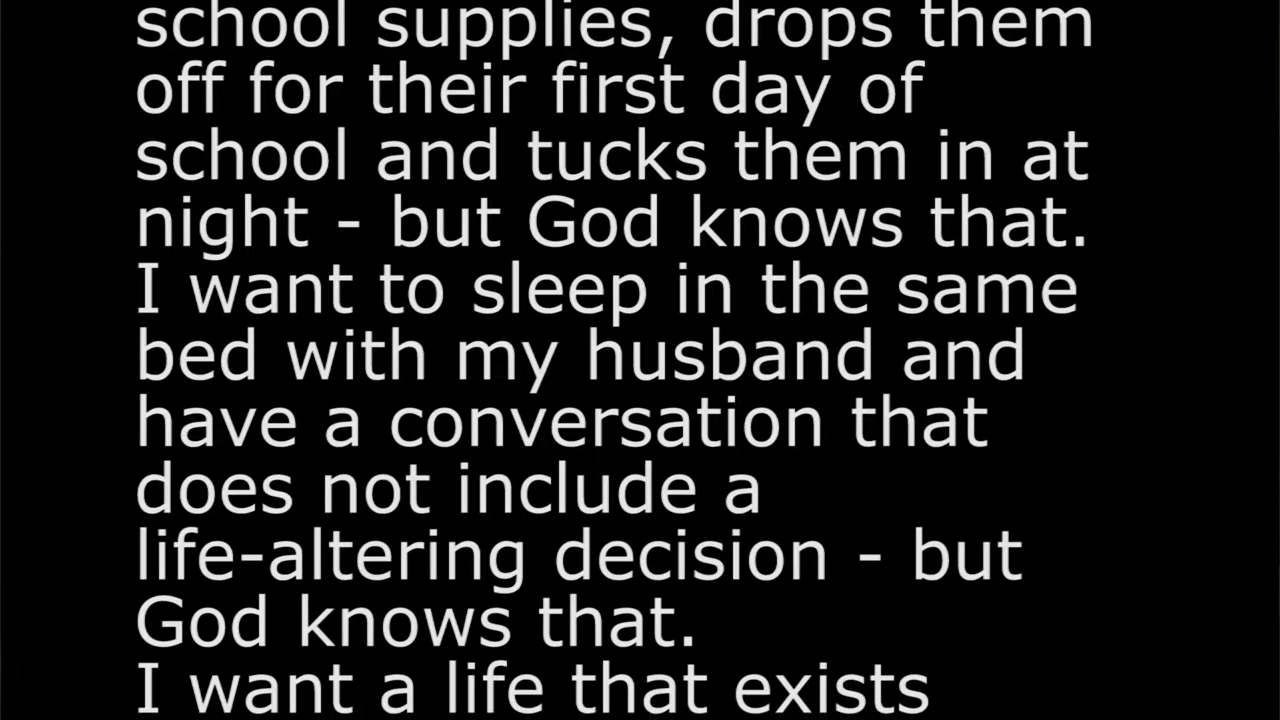 school supplies, drops them
off for their first day of
school and tucks them in at
night - but God knows that.
I want to sleep in the same
bed with my husband and
have a conversation that
does not include a
life-altering decision - but
God knows that.
I want a life that exists